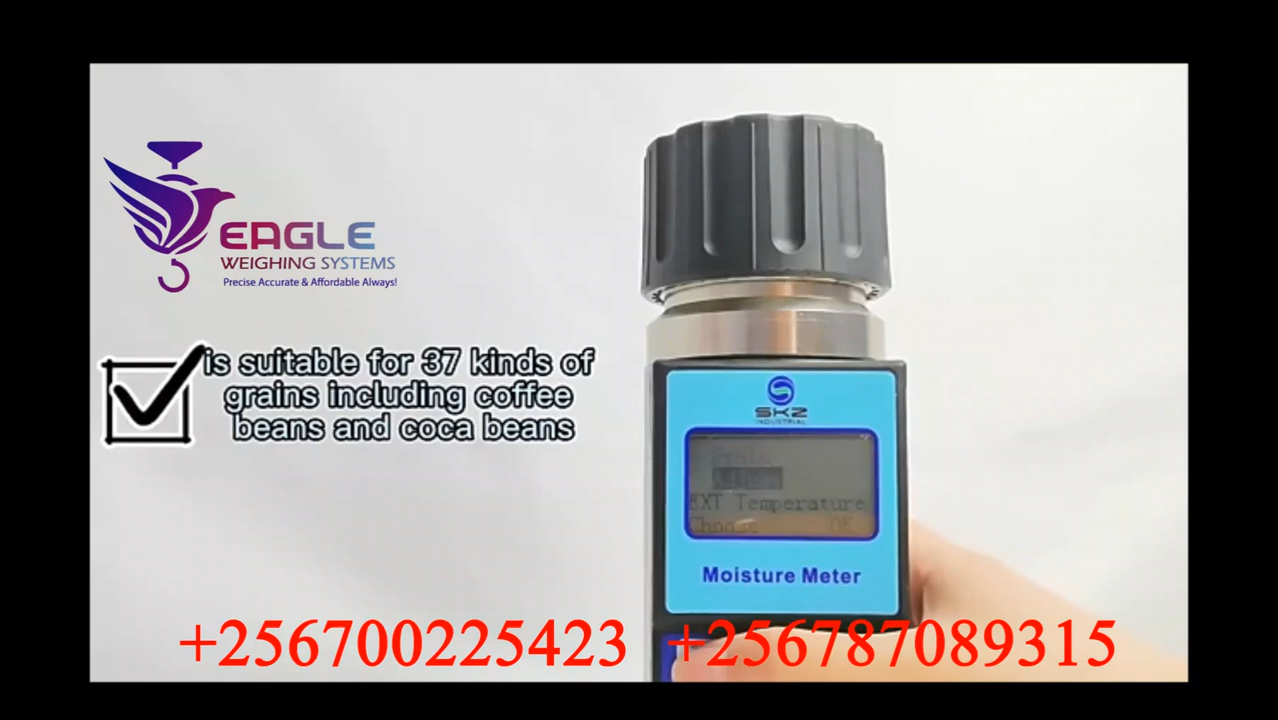 EAGLE
WEIGHING SYSTEMS
Precise Accurate & Affordable Always!
is suitable for 37 kinds of
grains including coffee
beans and coca beans
SKZ
INDUSTRIAL
EXT Temperature
Choose OK
Moisture Meter
+256700225423 +256787089315